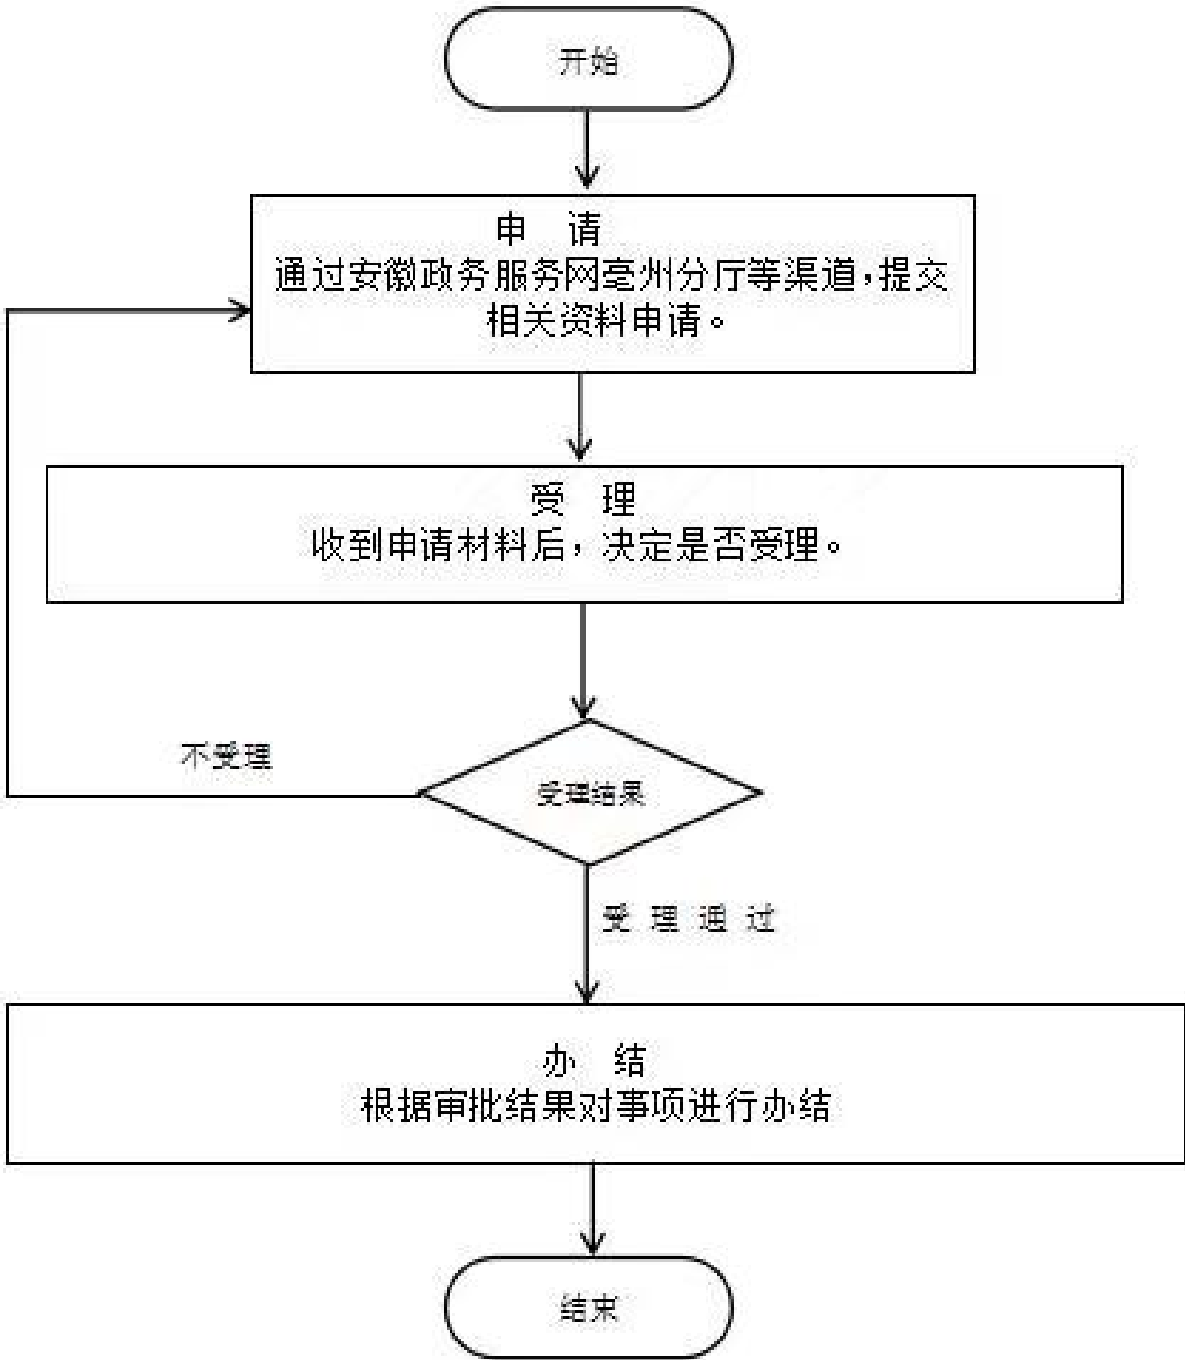 开始
申 请
通过安徽政务服务网亳州分厅等渠道,提交
相关资料申请。
受 理
收到申请材料后，决定是否受理。
不受理
受理结果
受 理 通 过
办 结
根据审批结果对事项进行办结
结束